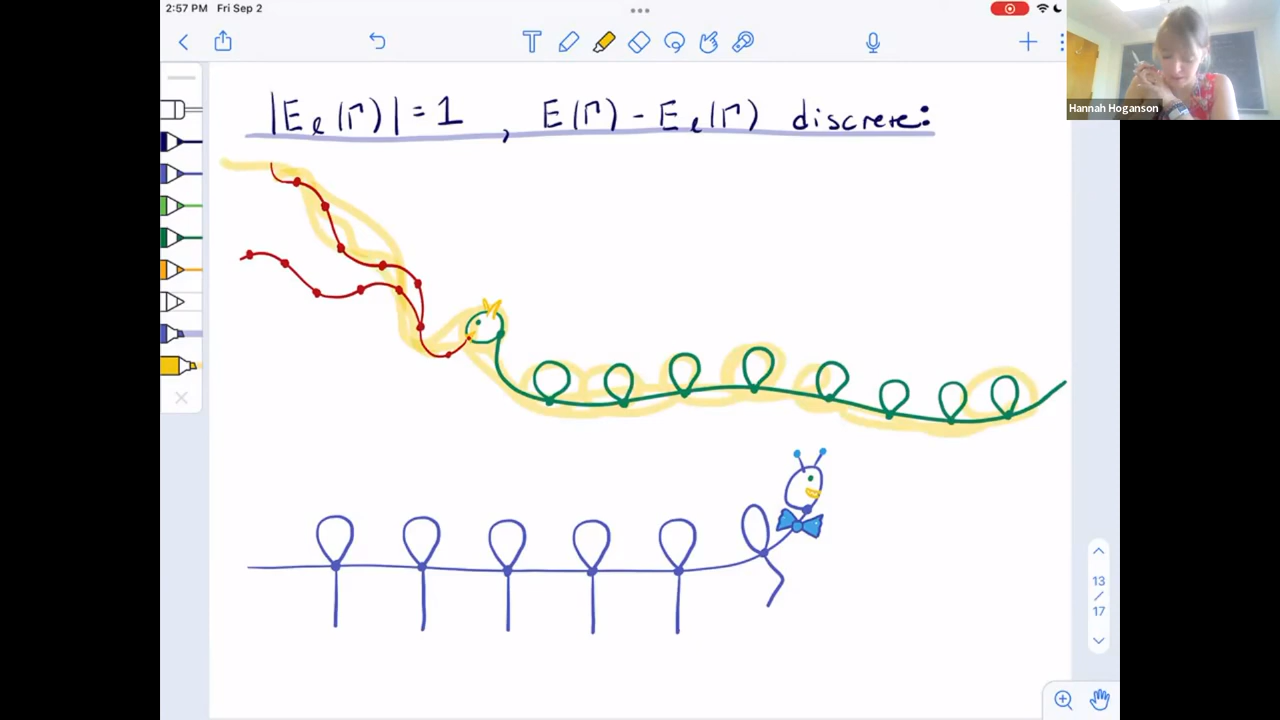 2:57 PM Fri Sep 2
Hannah Hoganson
|E_ℓ(Γ)| = 1 , E(Γ) - E_ℓ(Γ) discrete:
13
/
17